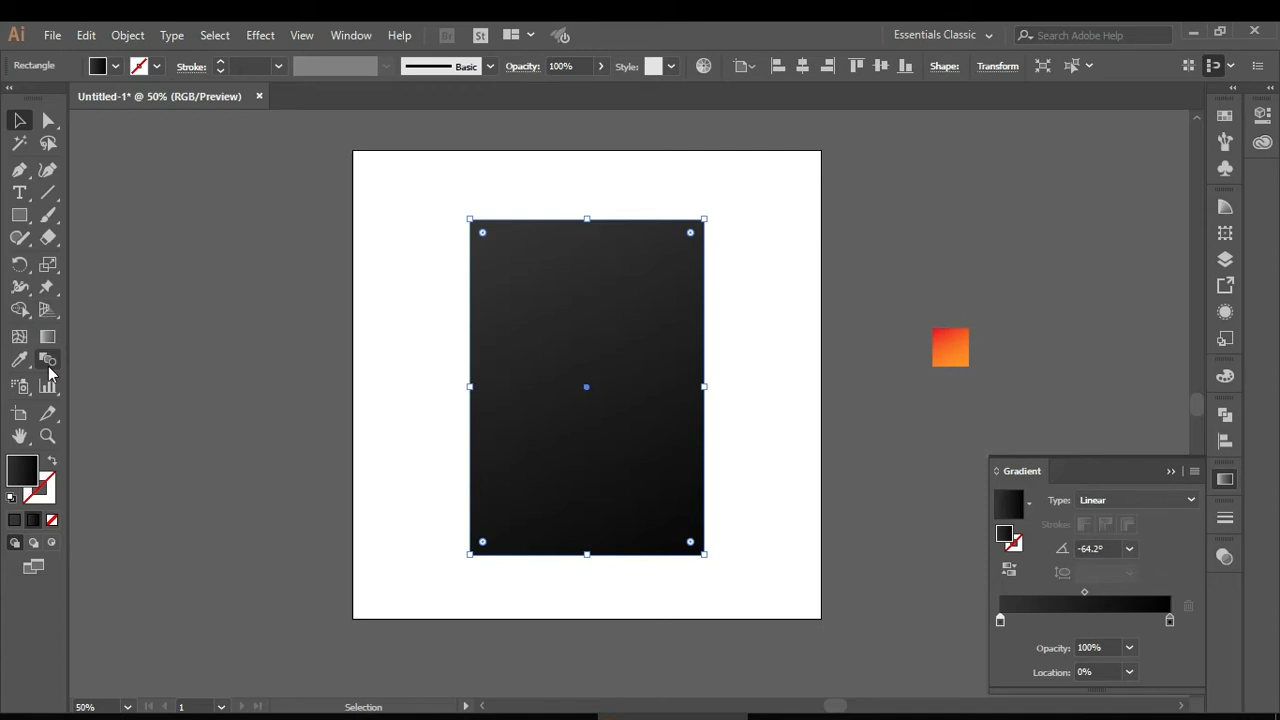 Ai File Edit Object Type Select Effect View Window Help Br St Essentials Classic Search Adobe Help
Rectangle Stroke: Basic Opacity: 100% Style: Shape: Transform
Untitled-1* @ 50% (RGB/Preview)
Gradient
Type: Linear
Stroke:
-64.2°
Opacity: 100%
Location: 0%
50% 1 Selection